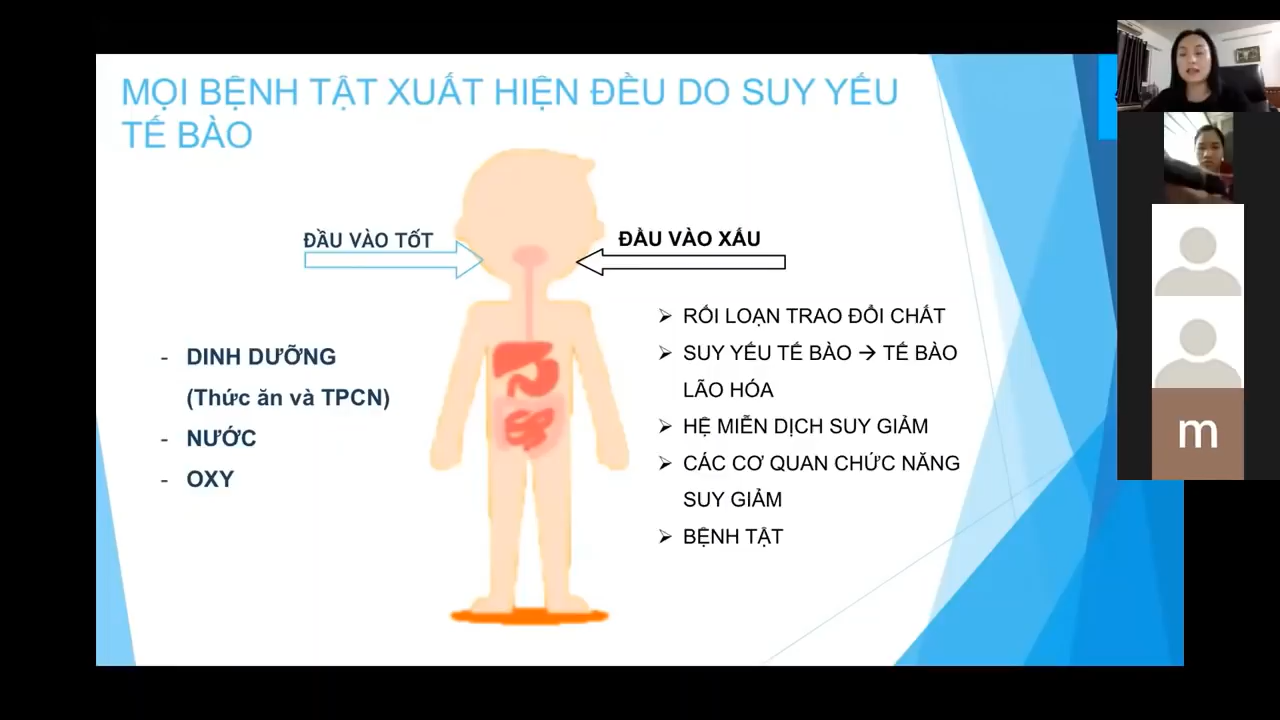 MỌI BỆNH TẬT XUẤT HIỆN ĐỀU DO SUY YẾU
TẾ BÀO
ĐẦU VÀO TỐT
ĐẦU VÀO XẤU
- DINH DƯỠNG
(Thức ăn và TPCN)
- NƯỚC
- OXY
➢ RỐI LOẠN TRAO ĐỔI CHẤT
➢ SUY YẾU TẾ BÀO → TẾ BÀO
LÃO HÓA
➢ HỆ MIỄN DỊCH SUY GIẢM
➢ CÁC CƠ QUAN CHỨC NĂNG
SUY GIẢM
➢ BỆNH TẬT
m